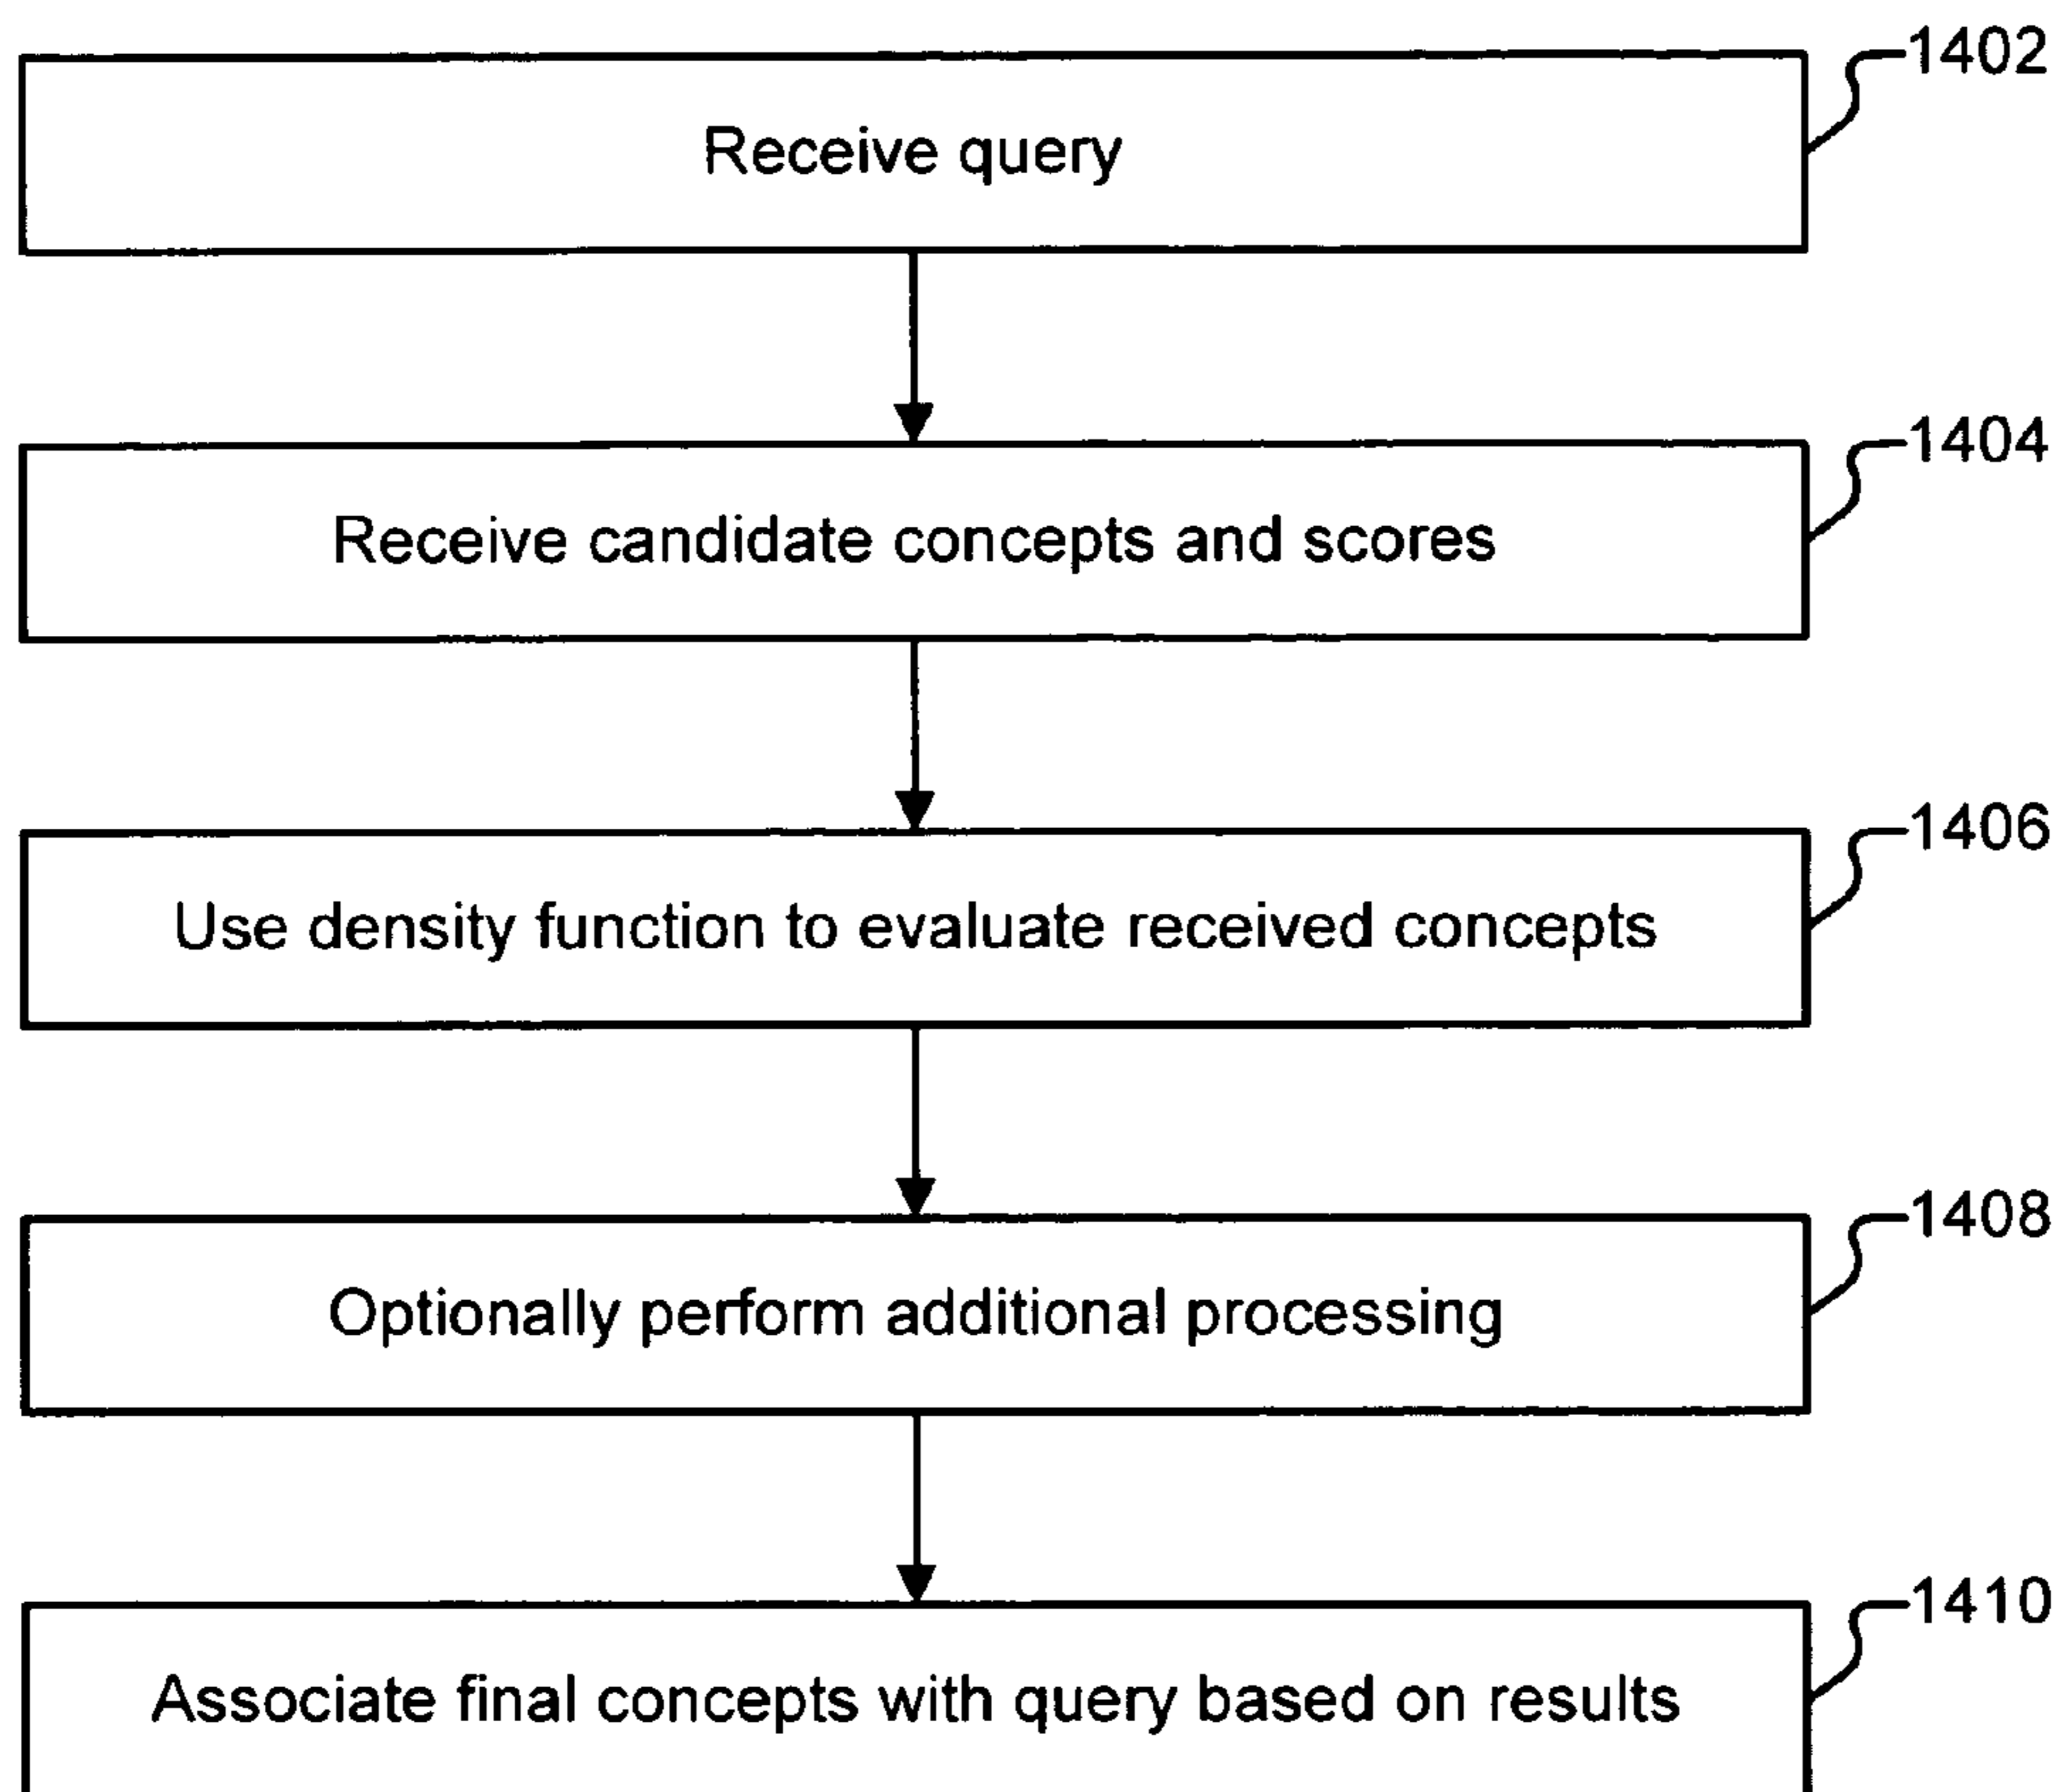 1402
Receive query
1404
Receive candidate concepts and scores
1406
Use density function to evaluate received concepts
1408
Optionally perform additional processing
1410
Associate final concepts with query based on results